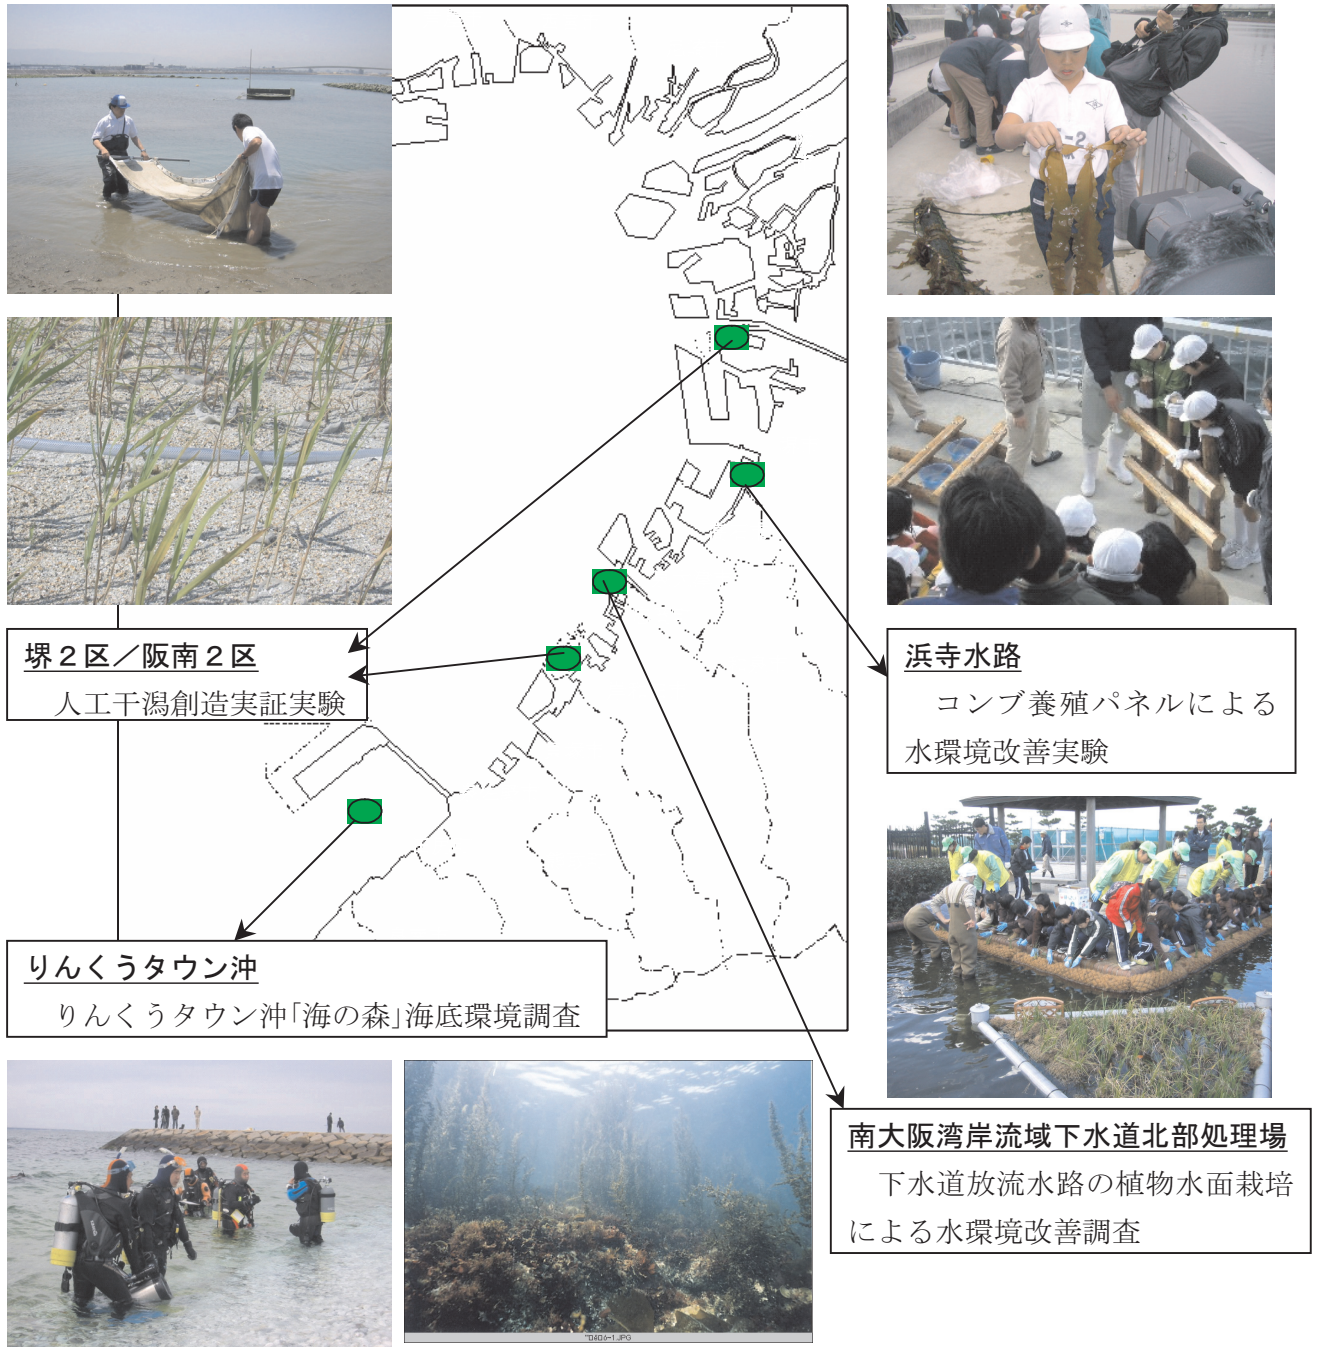 堺２区／阪南２区
人工干潟創造実証実験
浜寺水路
コンブ養殖パネルによる
水環境改善実験
りんくうタウン沖
りんくうタウン沖「海の森」海底環境調査
南大阪湾岸流域下水道北部処理場
下水道放流水路の植物水面栽培
による水環境改善調査